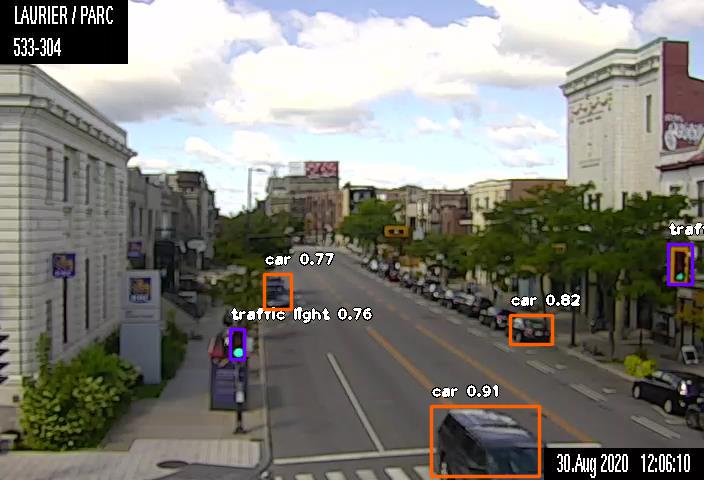 LAURIER / PARC
533-304
car 0.77
traffic light 0.76
car 0.82
traf
car 0.91
30.Aug 2020 12:06:10